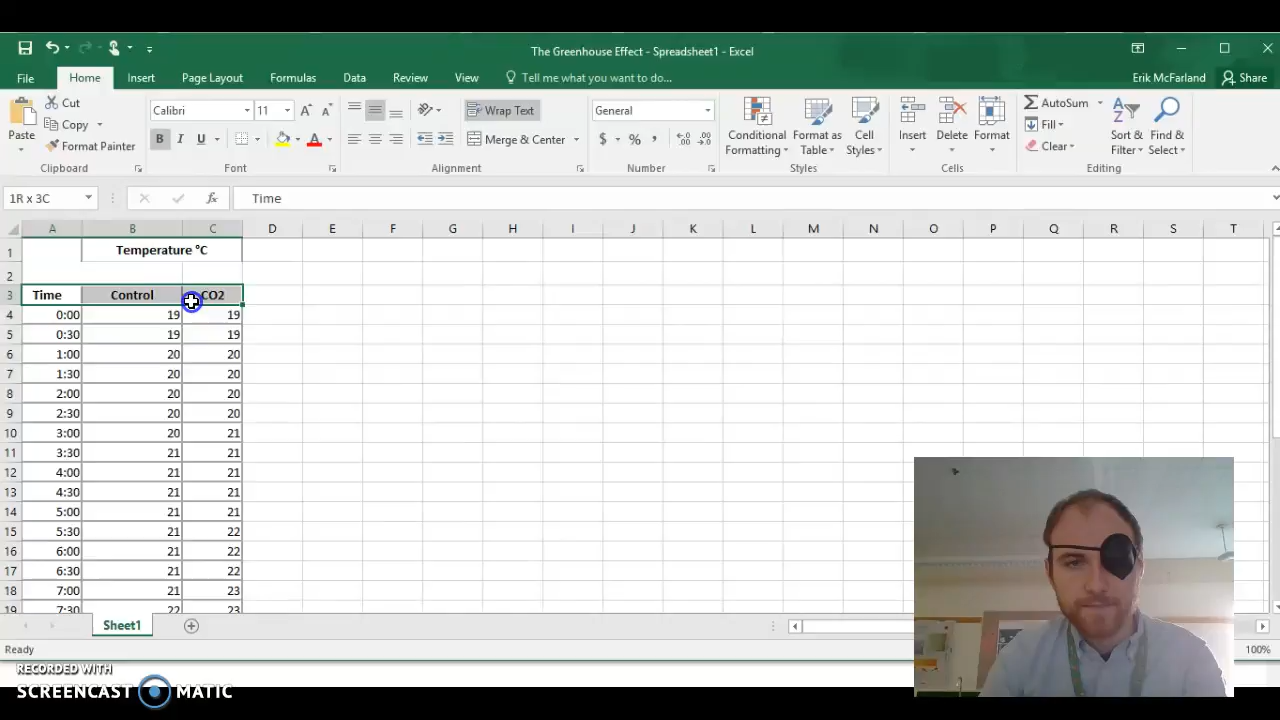 The Greenhouse Effect - Spreadsheet1 - Excel
File Home Insert Page Layout Formulas Data Review View Tell me what you want to do... Erik McFarland Share
Paste Cut Copy Format Painter Clipboard
Calibri 11 B I U Font
Wrap Text Merge & Center Alignment
General $ % , Number
Conditional Formatting Format as Table Cell Styles Styles
Insert Delete Format Cells
AutoSum Fill Clear Sort & Filter Find & Select Editing
1R x 3C fx Time
A B C D E F G H I J K L M N O P Q R S T
1 Temperature °C
2
3 Time Control CO2
4 0:00 19 19
5 0:30 19 19
6 1:00 20 20
7 1:30 20 20
8 2:00 20 20
9 2:30 20 20
10 3:00 20 21
11 3:30 21 21
12 4:00 21 21
13 4:30 21 21
14 5:00 21 21
15 5:30 21 22
16 6:00 21 22
17 6:30 21 22
18 7:00 21 23
19 7:30 22 23
Sheet1
Ready 100%
RECORDED WITH
SCREENCAST MATIC